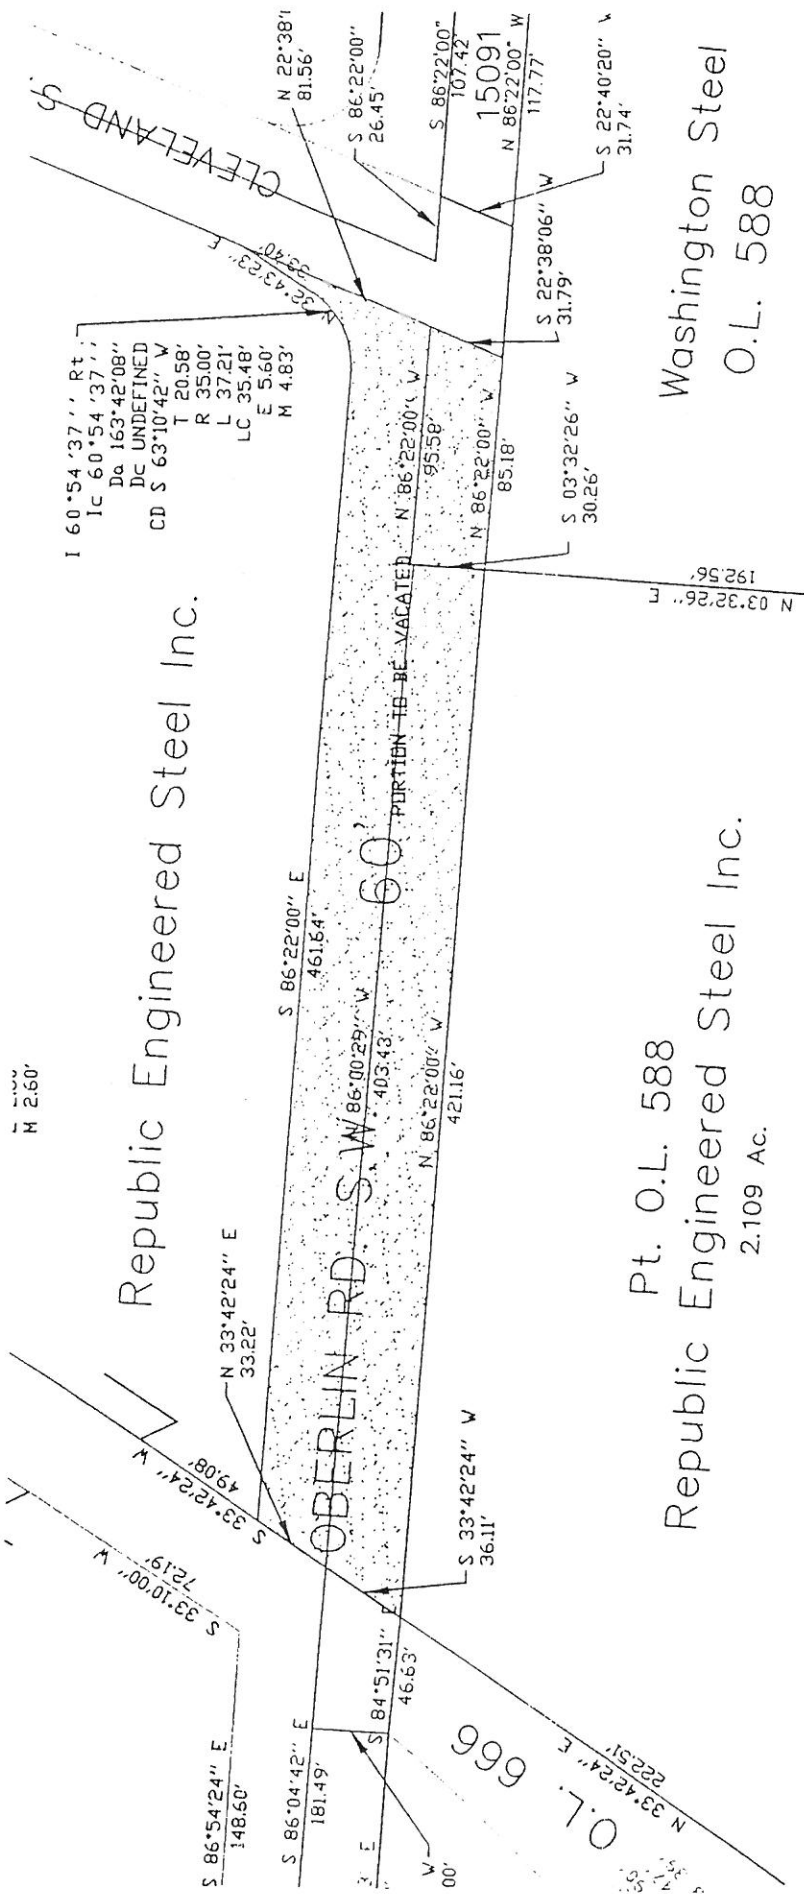 CLEVELAND S.
N 22°38'
81.56'
S 86°22'00"
26.45'
S 86°22'00"
107.42'
15091
N 86°22'00" W
117.77'
S 22°40'20"
31.74'
Washington Steel
O.L. 588
S 22°38'06" W
31.79'
N 32°43'23" E
33.40'
I 60°54'37'' Rt.
Ic 60°54'37''
Da 163°42'08"
Dc UNDEFINED
CD S 63°10'42" W
T 20.58'
R 35.00'
L 37.21'
LC 35.48'
E 5.60'
M 4.83'
N 86°22'00" W
95.58'
N 86°22'00" W
85.18'
S 03°32'26" W
30.26'
N 03°32'26" E
192.56'
Republic Engineered Steel Inc.
S 86°22'00" E
461.64'
OBERLIN RD. S.W. 60'
PORTION TO BE VACATED
86°00'29" W
403.43'
N 86°22'00" W
421.16'
M 2.60'
N 33°42'24" E
33.22'
S 33°42'24" W
49.08'
S 33°42'24" W
36.11'
Pt. O.L. 588
Republic Engineered Steel Inc.
2.109 Ac.
S 33°10'00" W
72.19'
S 86°54'24" E
148.60'
S 86°04'42" E
181.49'
S 84°51'31" E
46.63'
O.L. 666
N 33°42'24" E
222.51'
E
W
00'